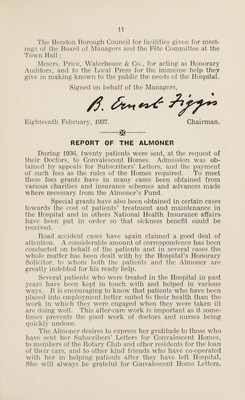 11
The Hendon Borough Council for facilities given for meet-
ings of the Board of Managers and the Fête Committee at the
Town Hall;
Messrs. Price, Waterhouse & Co., for acting as Honorary
Auditors, and to the Local Press for the immense help they
give in making known to the public the needs of the Hospital.
Signed on behalf of the Managers,
B. Ernest Figgis
Eighteenth February, 1937. Chairman.
REPORT OF THE ALMONER
During 1936, twenty patients were sent, at the request of
their Doctors, to Convalescent Homes. Admission was ob-
tained by appeals for Subscribers' Letters, and the payment
of such fees as the rules of the Homes required. To meet
these fees grants have in many cases been obtained from
various charities and insurance schemes and advances made
where necessary from the Almoner's Fund.
Special grants have also been obtained in certain cases
towards the cost of patients' treatment and maintenance in
the Hospital and in others National Health Insurance affairs
have been put in order so that sickness benefit could be
received.
Road accident cases have again claimed a good deal of
attention. A considerable amount of correspondence has been
conducted on behalf of the patients and in several cases the
whole matter has been dealt with by the Hospital's Honorary
Solicitor, to whom both the patients and the Almoner are
greatly indebted for his ready help.
Several patients who were treated in the Hospital in past
years have been kept in touch with and helped in various
ways. It is encouraging to know that patients who have been
placed into employment better suited to their health than the
work in which they were engaged when they were taken ill
are doing well. This after-care work is important as it some-
times prevents the good work of doctors and nurses being
quickly undone.
The Almoner desires to express her gratitude to those who
have sent her Subscribers' Letters for Convalescent Homes,
to members of the Rotary Club and other residents for the loan
of their cars, and to other kind friends who have co-operated
with her in helping patients after they have left Hospital.
She will always be grateful for Convalescent Home Letters.